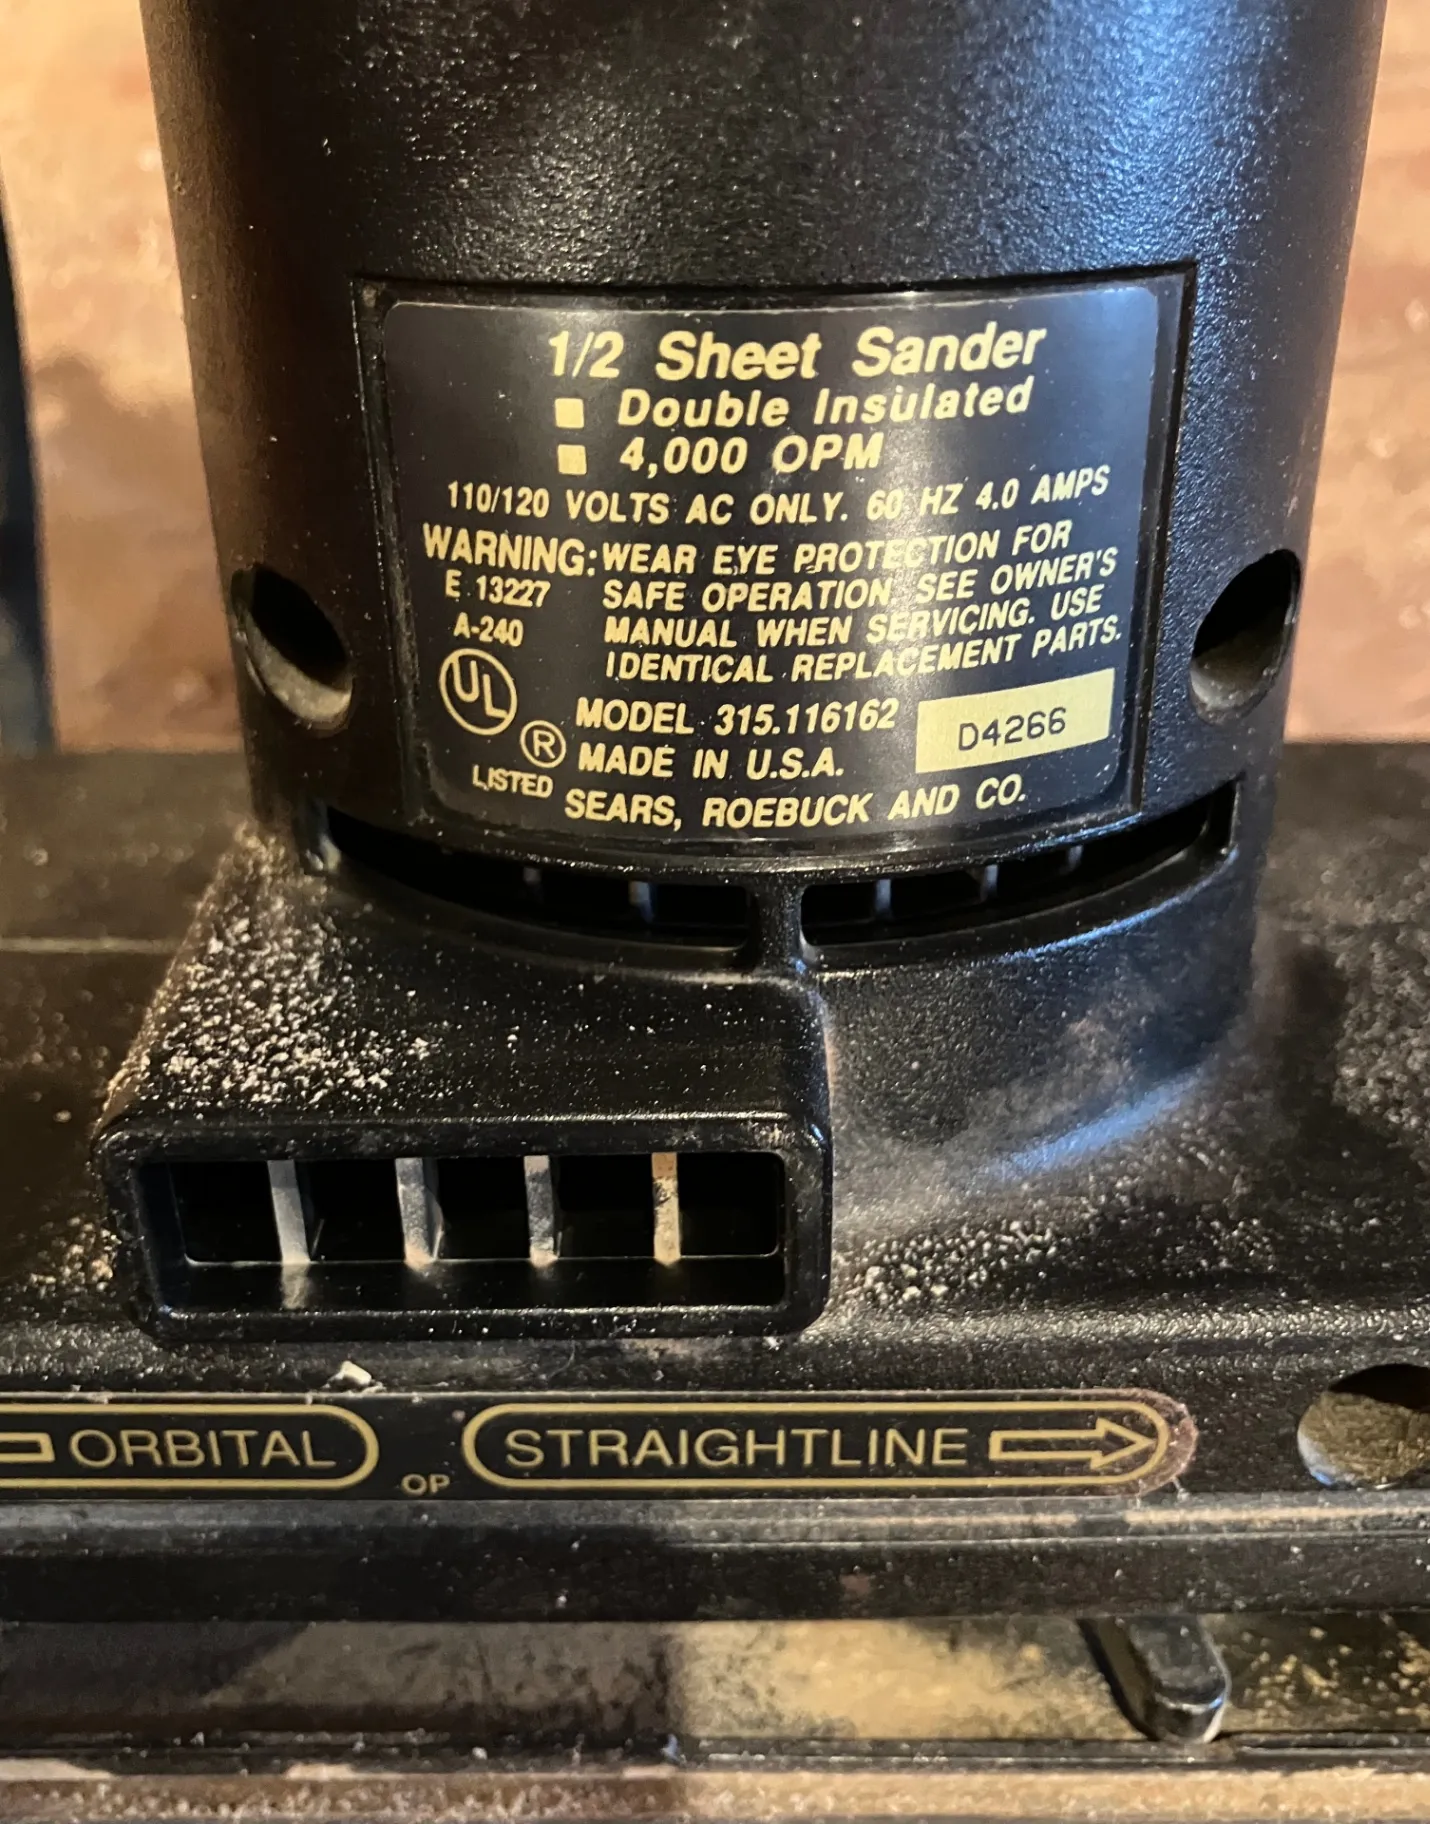 1/2 Sheet Sander
Double Insulated
4,000 OPM
110/120 VOLTS AC ONLY. 60 HZ 4.0 AMPS
WARNING: WEAR EYE PROTECTION FOR
E 13227 SAFE OPERATION. SEE OWNER'S
A-240 MANUAL WHEN SERVICING. USE
IDENTICAL REPLACEMENT PARTS.
UL
MODEL 315.116162 D4266
® MADE IN U.S.A.
LISTED SEARS, ROEBUCK AND CO.
ORBITAL OP STRAIGHTLINE